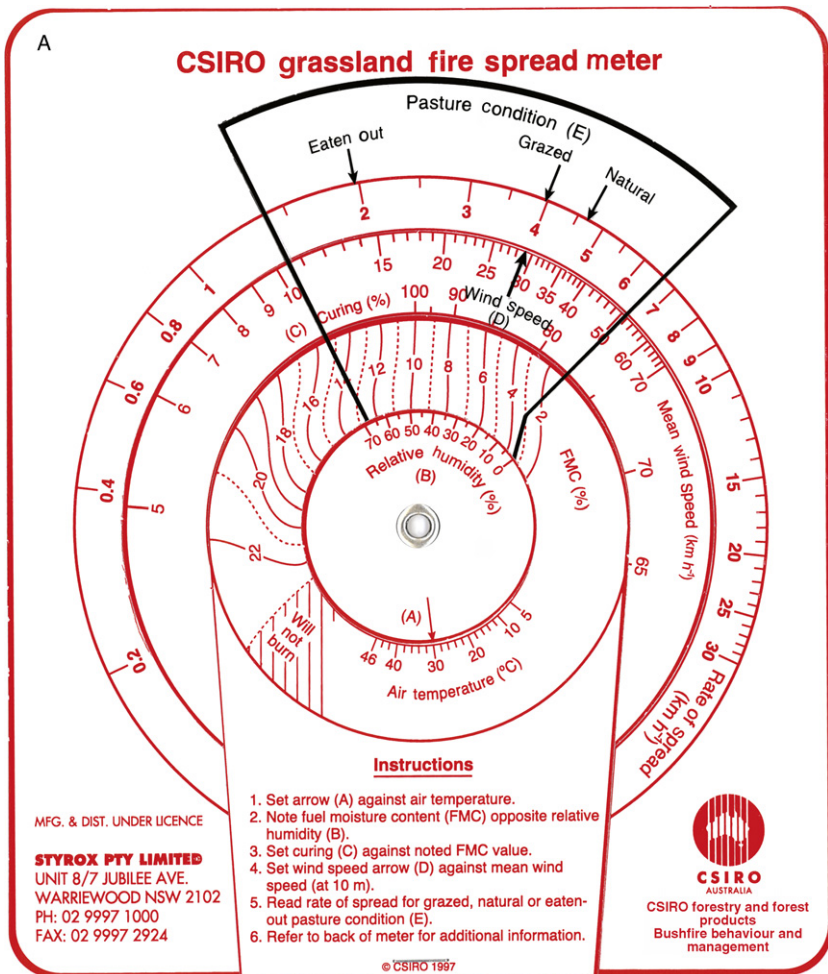 A
CSIRO grassland fire spread meter
Pasture condition (E)
Eaten out
Grazed
Natural
0.2 0.4 0.6 0.8 1 2 3 4 5 6 7 8 9 10 15 20 25 30
Rate of spread
(km h⁻¹)
5 6 7 8 9 10 15 20 25 30 35 40 50 60 70
Mean wind speed (km h⁻¹)
Wind speed
(D)
(C) Curing (%) 100 90 80 70 65
22 20 18 16 12 10 8 6 4 2
FMC (%)
70 60 50 40 30 20 10 0
Relative humidity (%)
(B)
Will
not
burn
(A)
46 40 30 20 10 5
Air temperature (°C)
Instructions
1. Set arrow (A) against air temperature.
2. Note fuel moisture content (FMC) opposite relative
humidity (B).
3. Set curing (C) against noted FMC value.
4. Set wind speed arrow (D) against mean wind
speed (at 10 m).
5. Read rate of spread for grazed, natural or eaten-
out pasture condition (E).
6. Refer to back of meter for additional information.
© CSIRO 1997
MFG. & DIST. UNDER LICENCE
STYROX PTY LIMITED
UNIT 8/7 JUBILEE AVE.
WARRIEWOOD NSW 2102
PH: 02 9997 1000
FAX: 02 9997 2924
CSIRO
AUSTRALIA
CSIRO forestry and forest
products
Bushfire behaviour and
management